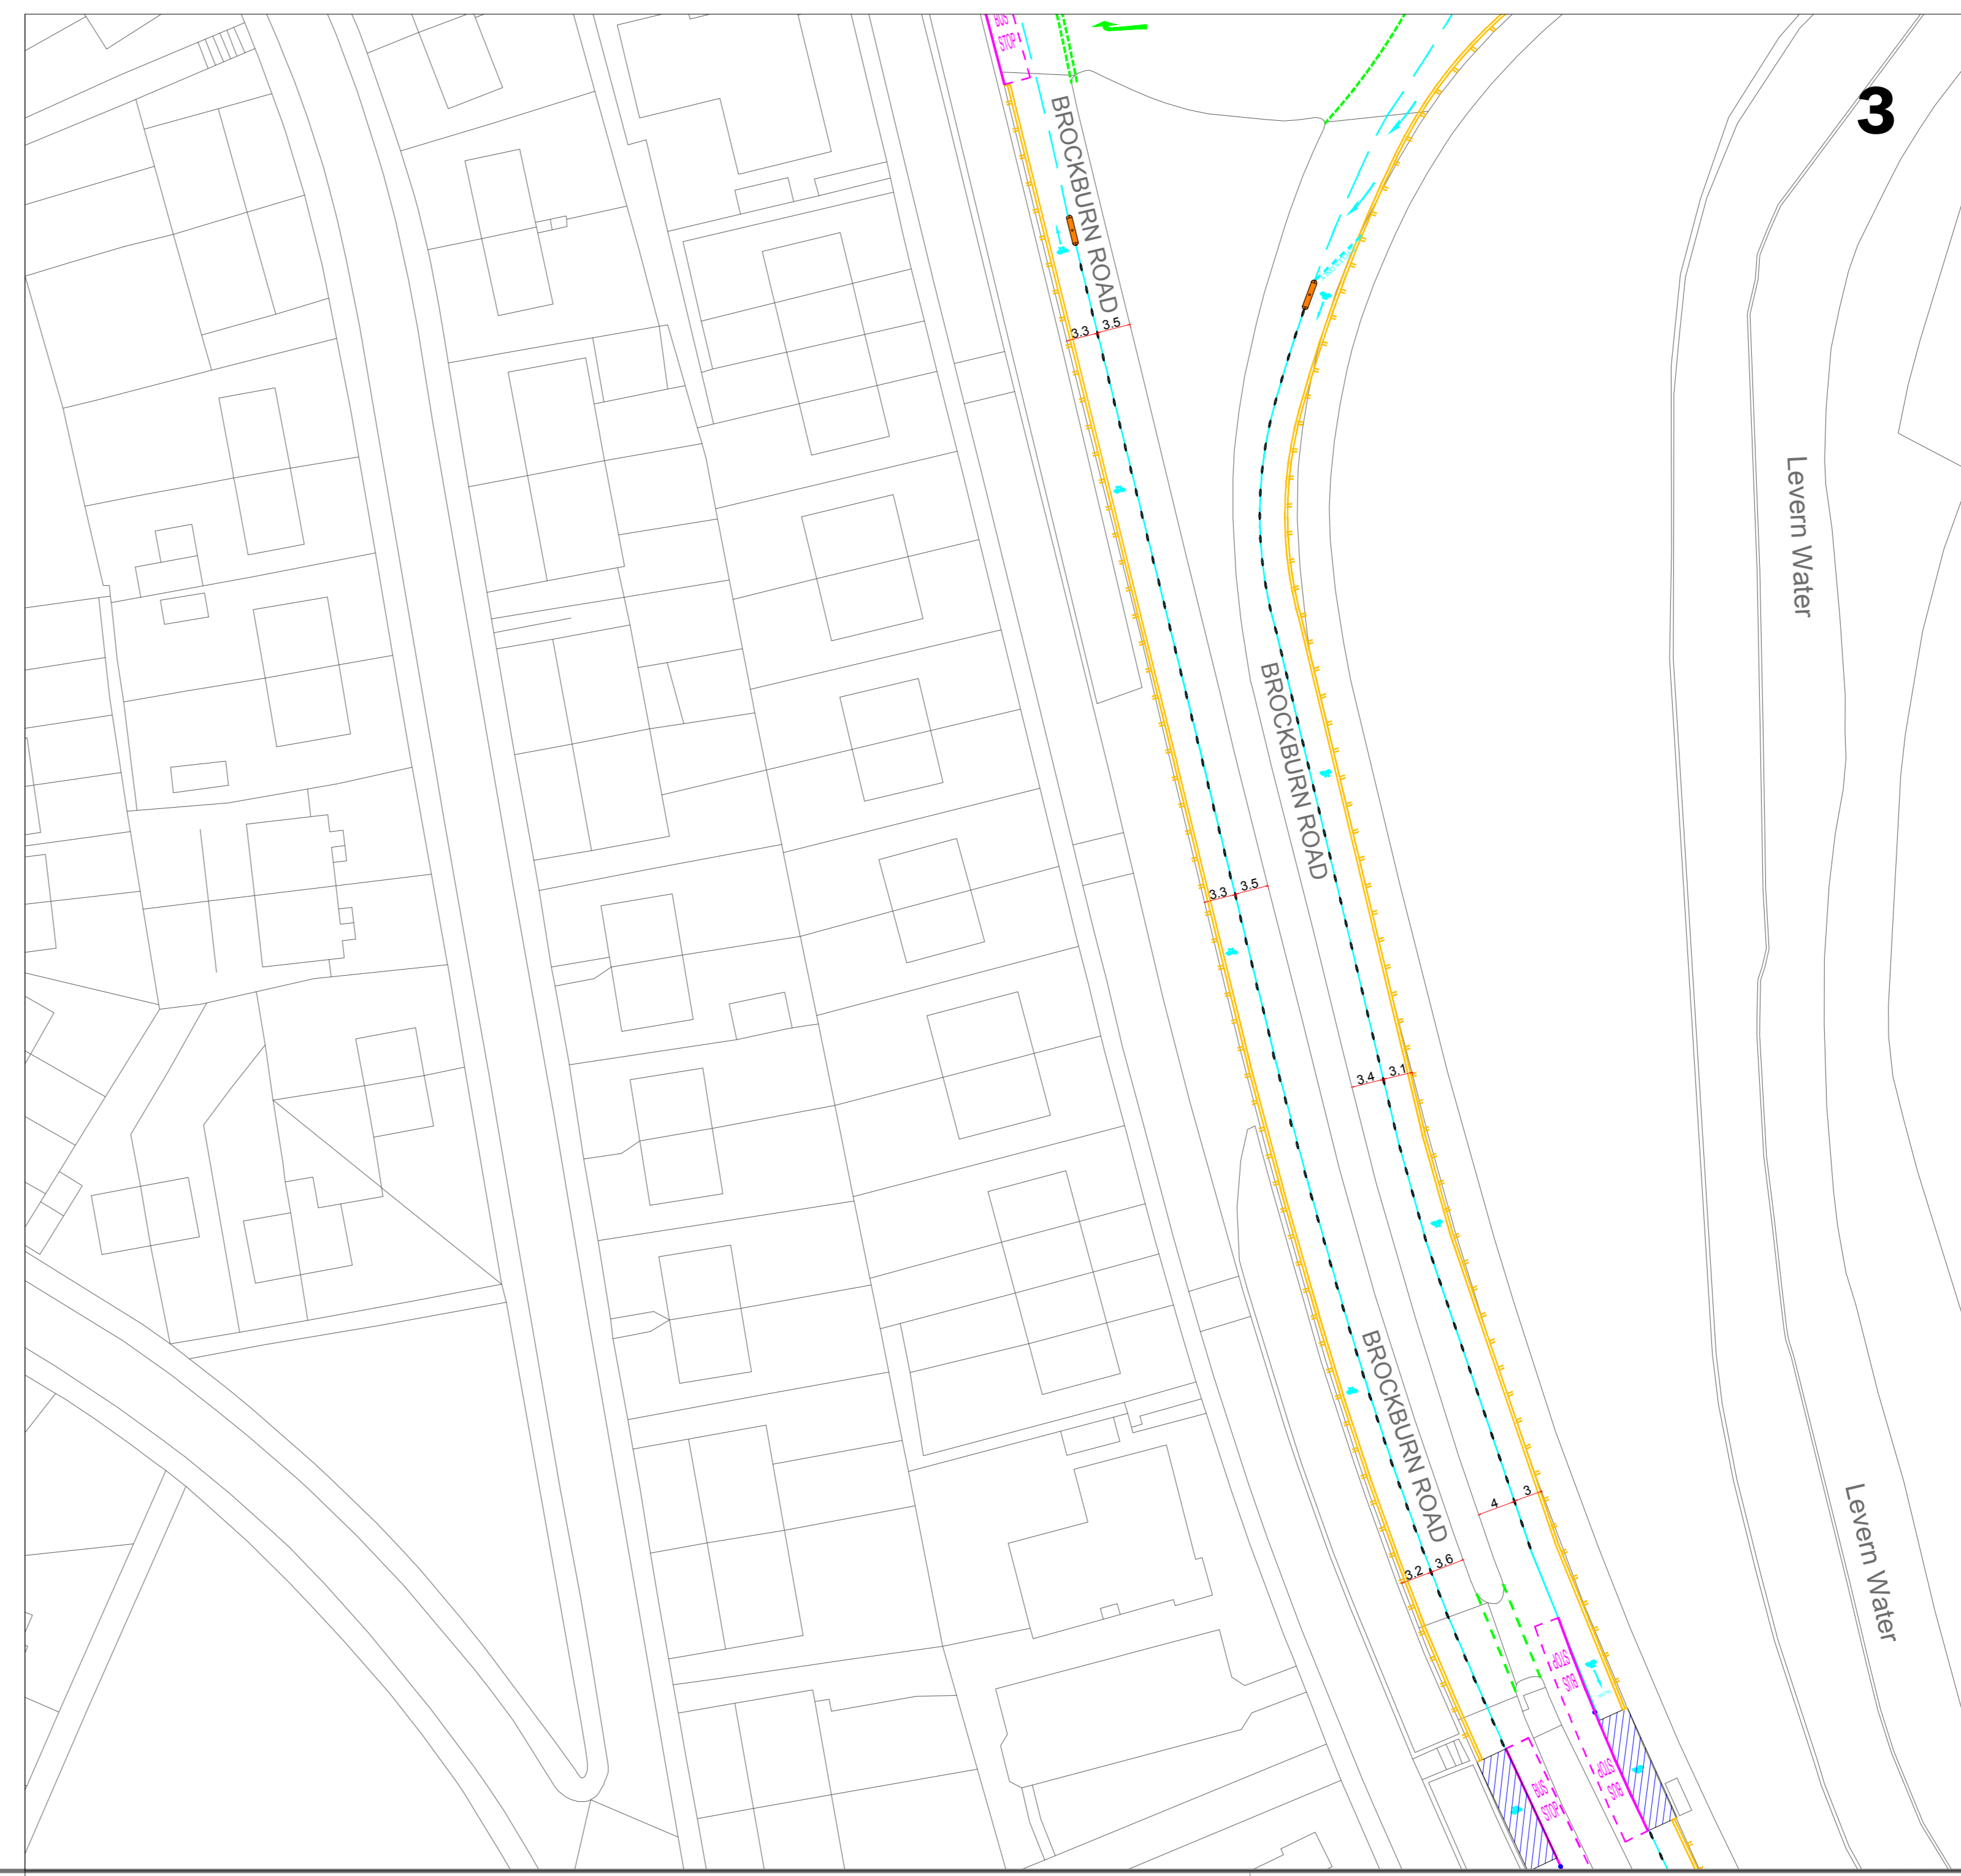 BUS
STOP
3
BROCKBURN ROAD
3.3 3.5
Levern Water
BROCKBURN ROAD
3.3 3.5
3.4 3.1
BROCKBURN ROAD
4 3
Levern Water
3.2 3.6
BUS
STOP
BUS
STOP
BUS
STOP